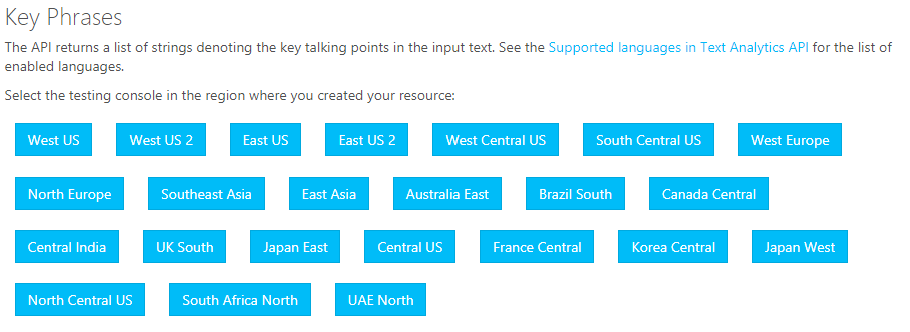 Key Phrases
The API returns a list of strings denoting the key talking points in the input text. See the Supported languages in Text Analytics API for the list of
enabled languages.
Select the testing console in the region where you created your resource:
West US West US 2 East US East US 2 West Central US South Central US West Europe
North Europe Southeast Asia East Asia Australia East Brazil South Canada Central
Central India UK South Japan East Central US France Central Korea Central Japan West
North Central US South Africa North UAE North